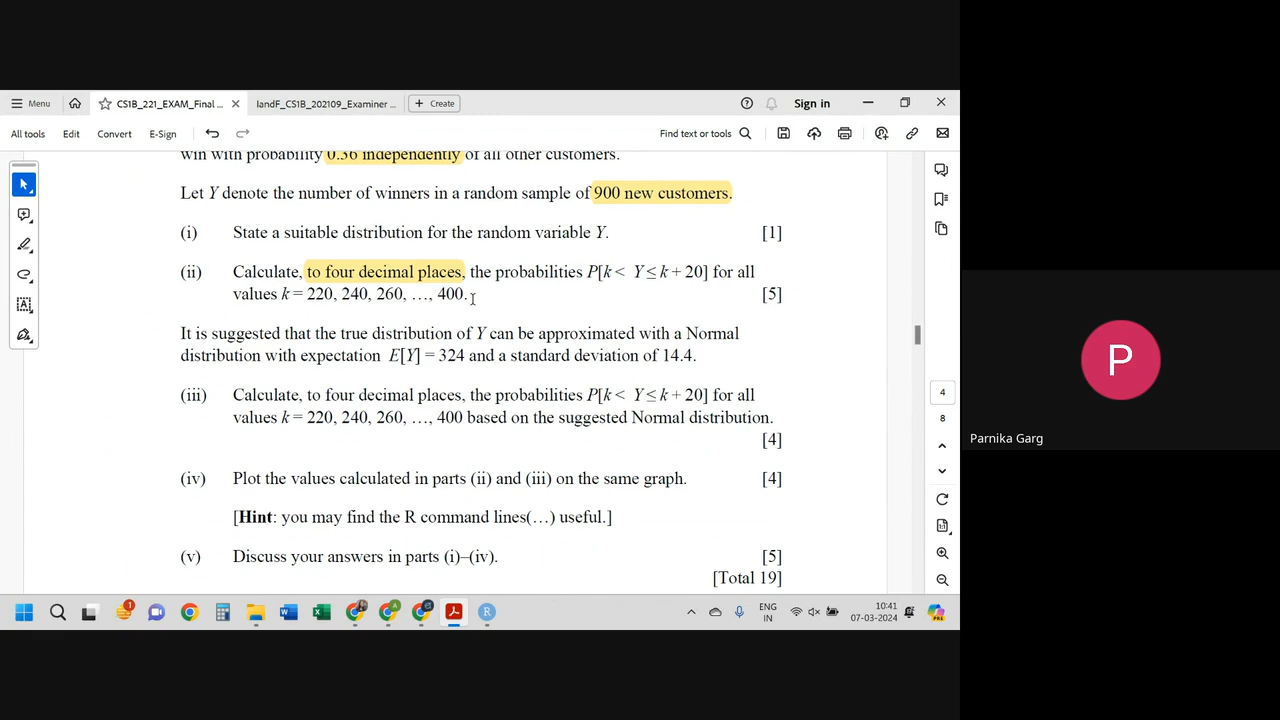 Menu
CS1B_221_EXAM_Final ...
IandF_CS1B_202109_Examiner ...
+ Create
Sign in
All tools Edit Convert E-Sign
Find text or tools
win with probability 0.36 independently of all other customers.
Let Y denote the number of winners in a random sample of 900 new customers.
(i) State a suitable distribution for the random variable Y. [1]
(ii) Calculate, to four decimal places, the probabilities P[k < Y ≤ k + 20] for all
values k = 220, 240, 260, …, 400. [5]
It is suggested that the true distribution of Y can be approximated with a Normal
distribution with expectation E[Y] = 324 and a standard deviation of 14.4.
(iii) Calculate, to four decimal places, the probabilities P[k < Y ≤ k + 20] for all
values k = 220, 240, 260, …, 400 based on the suggested Normal distribution.
[4]
(iv) Plot the values calculated in parts (ii) and (iii) on the same graph. [4]
[Hint: you may find the R command lines(…) useful.]
(v) Discuss your answers in parts (i)–(iv). [5]
[Total 19]
4
8
P
Parnika Garg
ENG
IN
10:41
07-03-2024